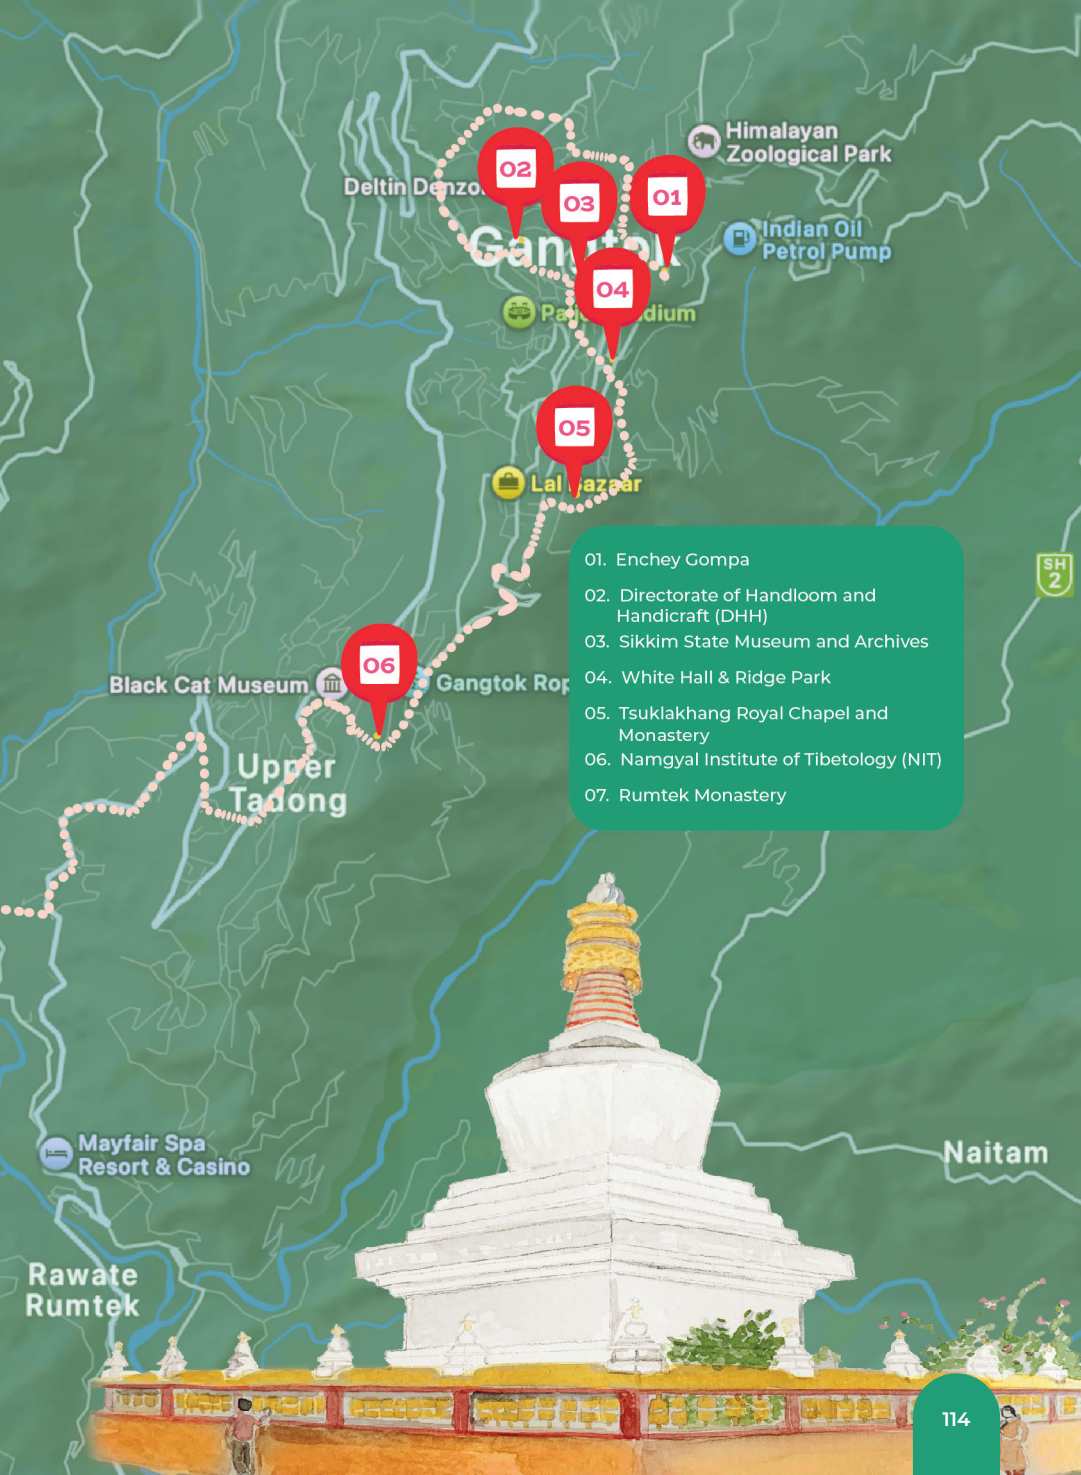 Himalayan
Zoological Park
02
01
03
Deltin Denzo
Indian Oil
Petrol Pump
04
05
Lal Bazaar
01. Enchey Gompa
02. Directorate of Handloom and
Handicraft (DHH)
03. Sikkim State Museum and Archives
04. White Hall & Ridge Park
05. Tsuklakhang Royal Chapel and
Monastery
06. Namgyal Institute of Tibetology (NIT)
07. Rumtek Monastery
SH
2
06
Black Cat Museum
Gangtok Rop
Upper
Tadong
Mayfair Spa
Resort & Casino
Naitam
Rawate
Rumtek
114